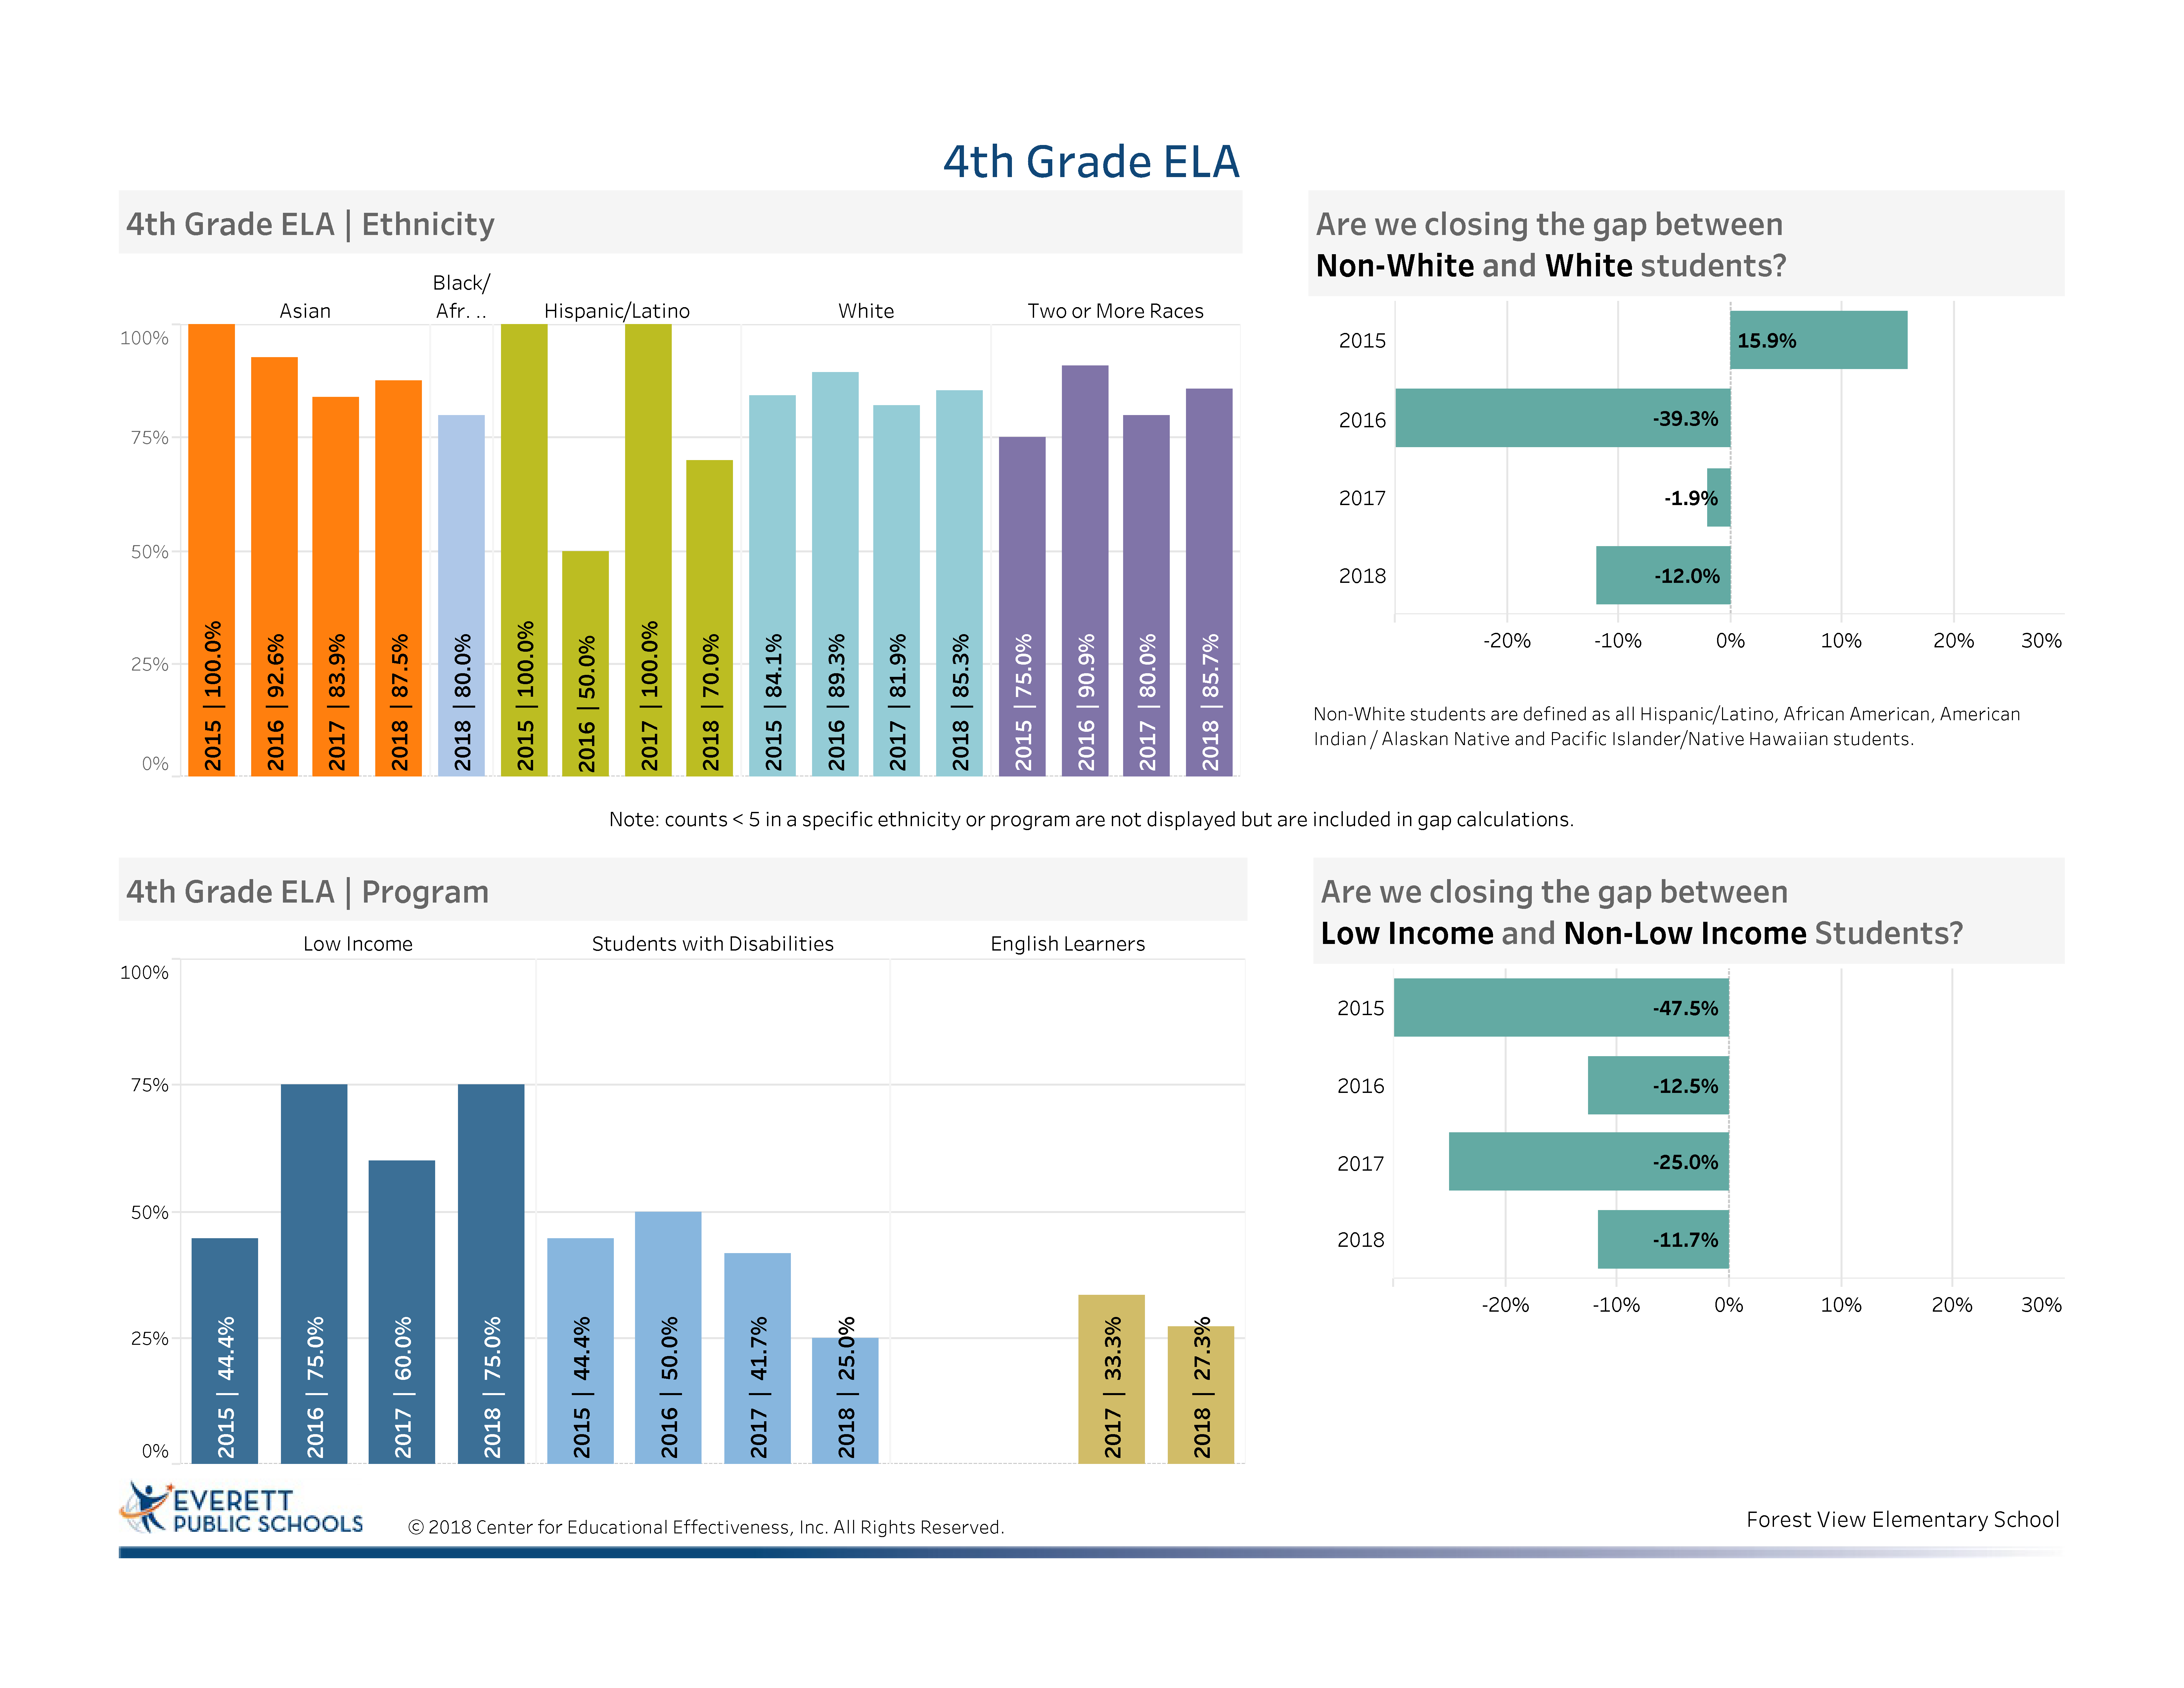 4th Grade ELA
4th Grade ELA | Ethnicity
Asian
Black/
Afr. ..
Hispanic/Latino
White
Two or More Races
100%
75%
50%
25%
0%
2015 | 100.0%
2016 | 92.6%
2017 | 83.9%
2018 | 87.5%
2018 | 80.0%
2015 | 100.0%
2016 | 50.0%
2017 | 100.0%
2018 | 70.0%
2015 | 84.1%
2016 | 89.3%
2017 | 81.9%
2018 | 85.3%
2015 | 75.0%
2016 | 90.9%
2017 | 80.0%
2018 | 85.7%
Are we closing the gap between
Non-White and White students?
2015 15.9%
2016 -39.3%
2017 -1.9%
2018 -12.0%
-20% -10% 0% 10% 20% 30%
Non-White students are defined as all Hispanic/Latino, African American, American
Indian / Alaskan Native and Pacific Islander/Native Hawaiian students.
Note: counts < 5 in a specific ethnicity or program are not displayed but are included in gap calculations.
4th Grade ELA | Program
Low Income
Students with Disabilities
English Learners
100%
75%
50%
25%
0%
2015 | 44.4%
2016 | 75.0%
2017 | 60.0%
2018 | 75.0%
2015 | 44.4%
2016 | 50.0%
2017 | 41.7%
2018 | 25.0%
2017 | 33.3%
2018 | 27.3%
Are we closing the gap between
Low Income and Non-Low Income Students?
2015 -47.5%
2016 -12.5%
2017 -25.0%
2018 -11.7%
-20% -10% 0% 10% 20% 30%
EVERETT
PUBLIC SCHOOLS
© 2018 Center for Educational Effectiveness, Inc. All Rights Reserved.
Forest View Elementary School